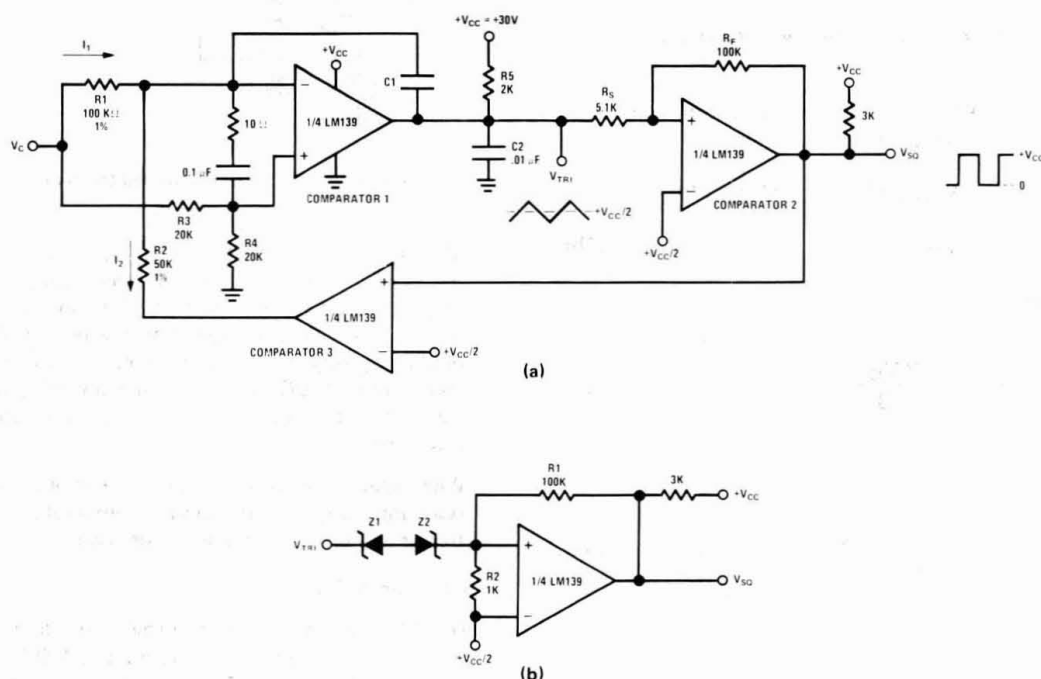 I1
+VCC
C1
R1
100 KΩ
1%
10 Ω
1/4 LM139
VC
0.1 µF
COMPARATOR 1
R3
20K
R4
20K
I2
R2
50K
1%
1/4 LM139
COMPARATOR 3
+VCC/2
+VCC = +30V
R5
2K
RS
5.1K
C2
.01 µF
VTRI
+VCC/2
RF
100K
1/4 LM139
COMPARATOR 2
+VCC/2
+VCC
3K
VSQ
+VCC
0
(a)
R1
100K
3K
+VCC
Z1
Z2
VTRI
R2
1K
1/4 LM139
VSQ
+VCC/2
(b)